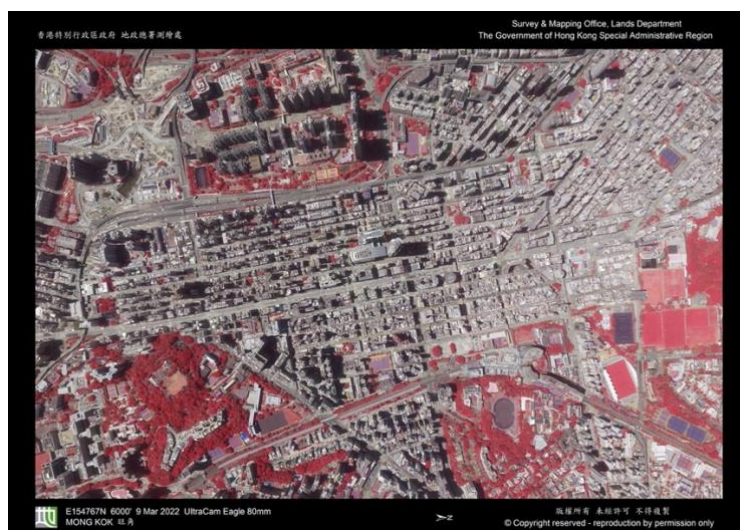 香港特別行政區政府 地政總署測繪處
Survey & Mapping Office, Lands Department
The Government of Hong Kong Special Administrative Region
E154767N 6000' 9 Mar 2022 UltraCam Eagle 80mm
MONG KOK 旺角
N
版權所有 未經許可 不得複製
© Copyright reserved - reproduction by permission only